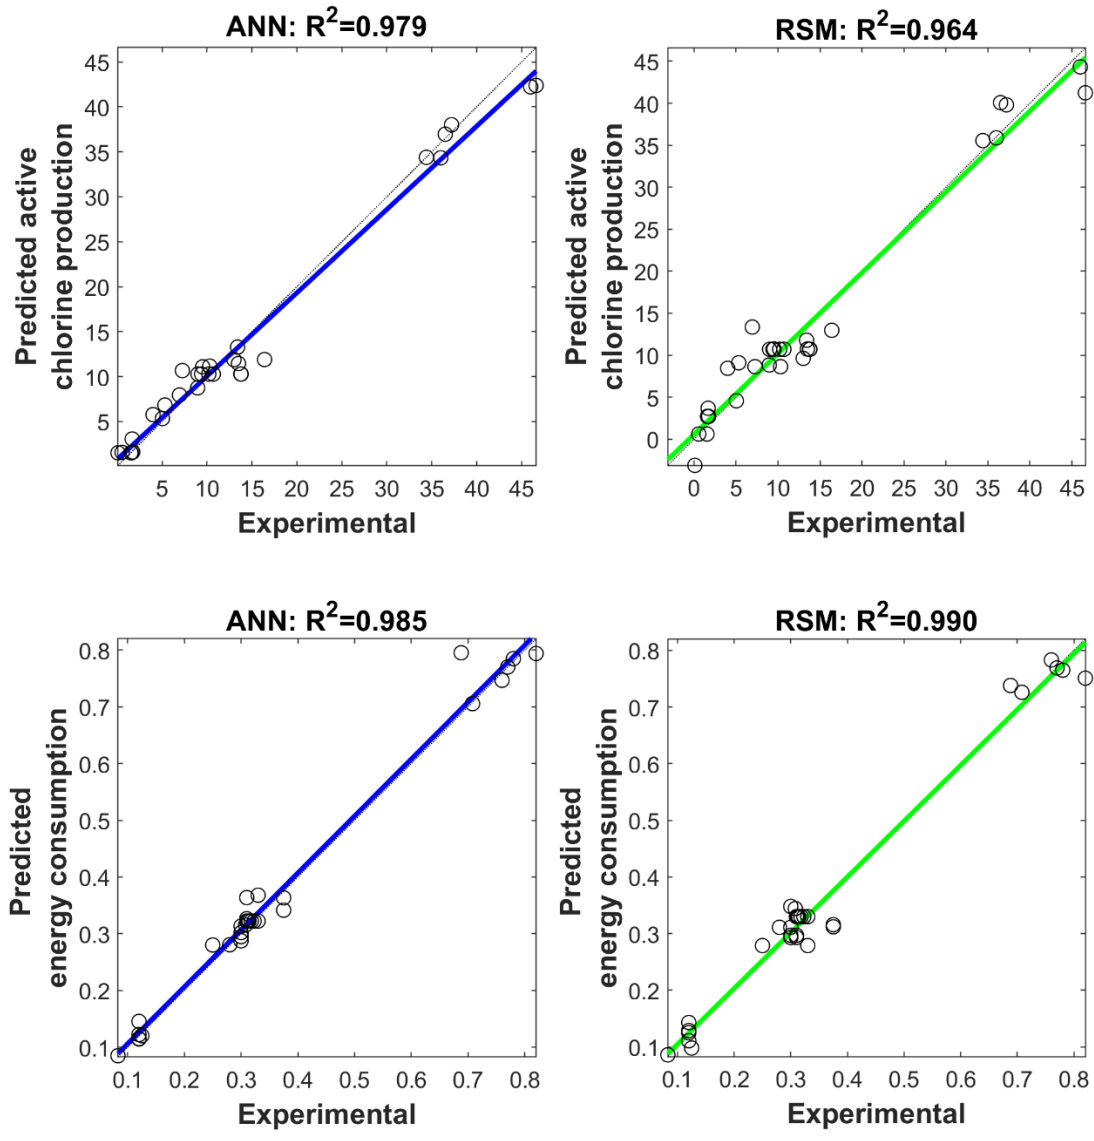 ANN: R²=0.979
Predicted active
chlorine production
45
40
35
30
25
20
15
10
5
5 10 15 20 25 30 35 40 45
Experimental
RSM: R²=0.964
Predicted active
chlorine production
45
40
35
30
25
20
15
10
5
0
0 5 10 15 20 25 30 35 40 45
Experimental
ANN: R²=0.985
Predicted
energy consumption
0.8
0.7
0.6
0.5
0.4
0.3
0.2
0.1
0.1 0.2 0.3 0.4 0.5 0.6 0.7 0.8
Experimental
RSM: R²=0.990
Predicted
energy consumption
0.8
0.7
0.6
0.5
0.4
0.3
0.2
0.1
0.1 0.2 0.3 0.4 0.5 0.6 0.7 0.8
Experimental